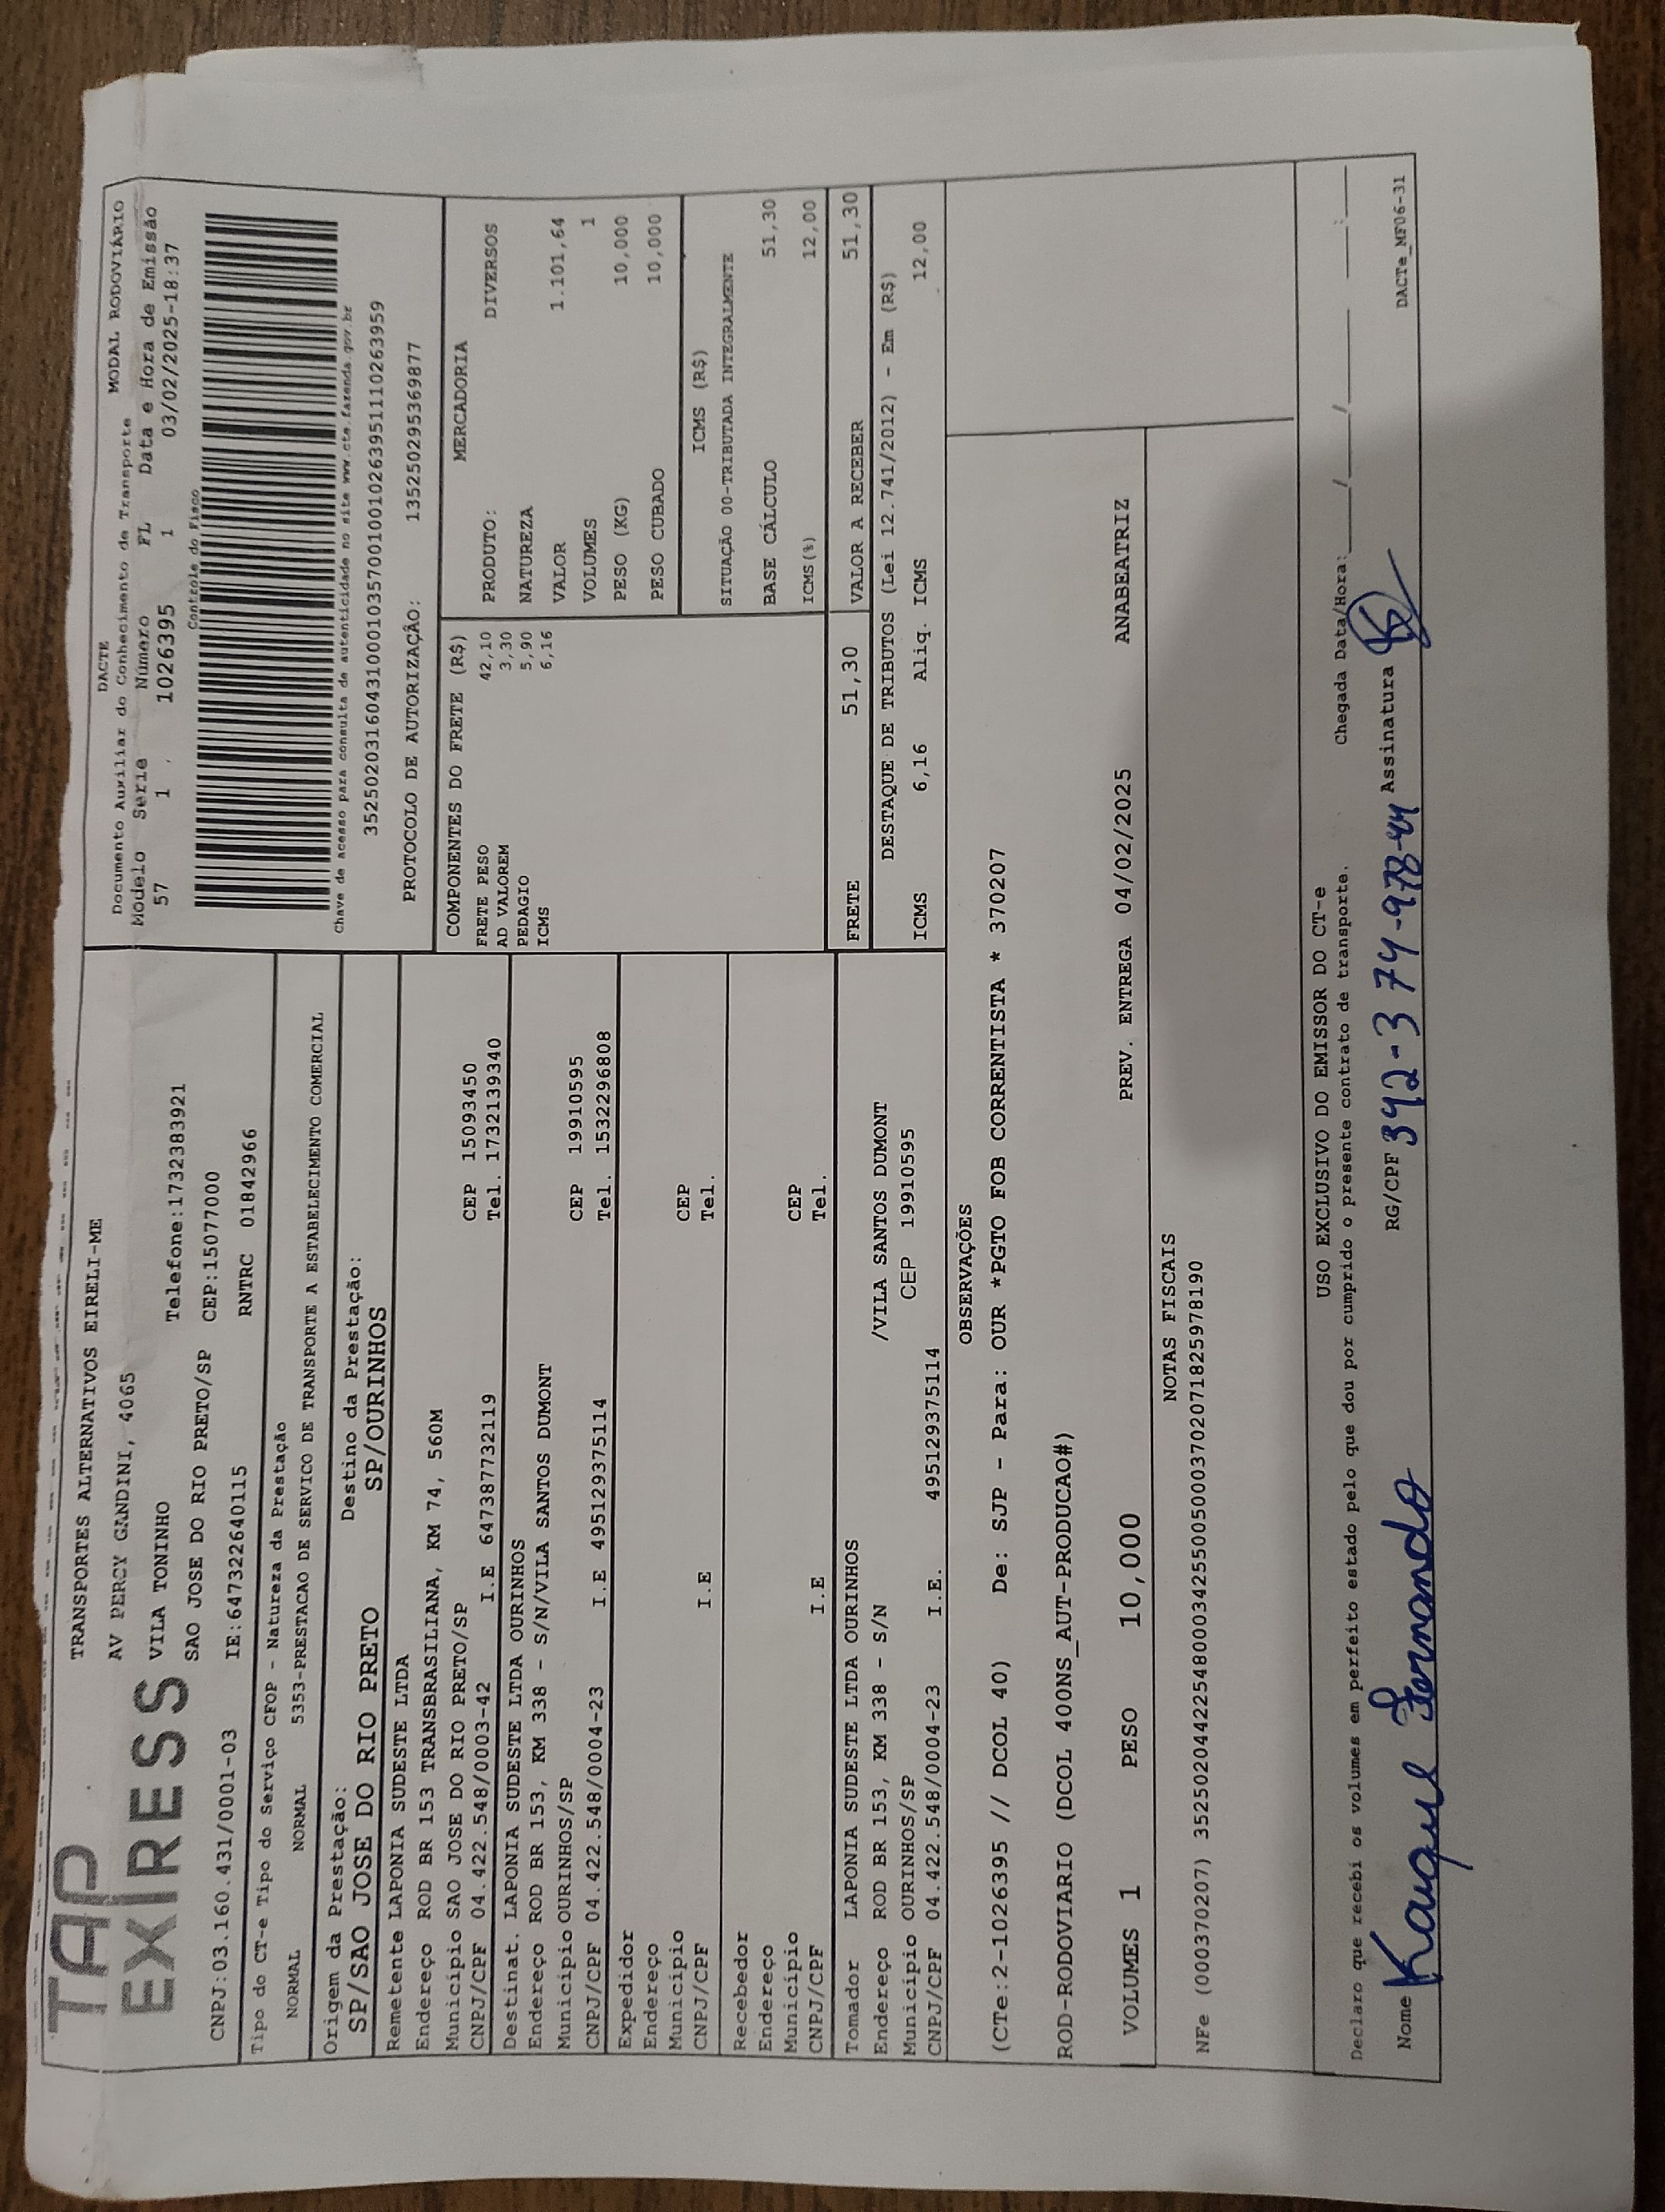 TAP
EXPRESS
TRANSPORTES ALTERNATIVOS EIRELI-ME
AV PERCY GANDINI, 4065
VILA TONINHO Telefone:1732383921
SAO JOSE DO RIO PRETO/SP CEP:15077000
CNPJ:03.160.431/0001-03 IE:647322640115 RNTRC 01842966
DACTE
Documento Auxiliar do Conhecimento de Transporte MODAL RODOVIÁRIO
Modelo Serie Número FL Data e Hora de Emissão
57 1 1026395 1 03/02/2025-18:37
Controle do Fisco
Chave de acesso para consulta de autenticidade no site www.cte.fazenda.gov.br
35250203160431000103570010010263951110263959
PROTOCOLO DE AUTORIZAÇÃO: 135250295369877
Tipo do CT-e Tipo do Serviço CFOP - Natureza da Prestação
NORMAL NORMAL 5353-PRESTACAO DE SERVICO DE TRANSPORTE A ESTABELECIMENTO COMERCIAL
Origem da Prestação: Destino da Prestação:
SP/SAO JOSE DO RIO PRETO SP/OURINHOS
Remetente LAPONIA SUDESTE LTDA
Endereço ROD BR 153 TRANSBRASILIANA, KM 74, 560M
Município SAO JOSE DO RIO PRETO/SP CEP 15093450
CNPJ/CPF 04.422.548/0003-42 I.E 647387732119 Tel. 1732139340
Destinat. LAPONIA SUDESTE LTDA OURINHOS
Endereço ROD BR 153, KM 338 - S/N/VILA SANTOS DUMONT
Município OURINHOS/SP CEP 19910595
CNPJ/CPF 04.422.548/0004-23 I.E 495129375114 Tel. 1532296808
Expedidor
Endereço
Município CEP
CNPJ/CPF I.E Tel.
Recebedor
Endereço
Município CEP
CNPJ/CPF I.E Tel.
COMPONENTES DO FRETE (R$)
FRETE PESO 42,10
AD VALOREM 3,30
PEDAGIO 5,90
ICMS 6,16
MERCADORIA
PRODUTO: DIVERSOS
NATUREZA
VALOR 1.101,64
VOLUMES 1
PESO (KG) 10,000
PESO CUBADO 10,000
ICMS (R$)
SITUAÇÃO 00-TRIBUTADA INTEGRALMENTE
BASE CÁLCULO 51,30
ICMS(%) 12,00
FRETE 51,30 VALOR A RECEBER 51,30
Tomador LAPONIA SUDESTE LTDA OURINHOS
Endereço ROD BR 153, KM 338 - S/N /VILA SANTOS DUMONT
Município OURINHOS/SP CEP 19910595
CNPJ/CPF 04.422.548/0004-23 I.E. 495129375114
DESTAQUE DE TRIBUTOS (Lei 12.741/2012) - Em (R$)
ICMS 6,16 Aliq. ICMS 12,00
OBSERVAÇÕES
(CTe:2-1026395 // DCOL 40) De: SJP - Para: OUR *PGTO FOB CORRENTISTA * 370207
ROD-RODOVIARIO (DCOL 400NS_AUT-PRODUCAO#)
VOLUMES 1 PESO 10,000 PREV. ENTREGA 04/02/2025 ANABEATRIZ
NOTAS FISCAIS
NFe (000370207) 35250204422548000342550050003702071825978190
USO EXCLUSIVO DO EMISSOR DO CT-e
Declaro que recebi os volumes em perfeito estado pelo que dou por cumprido o presente contrato de transporte. Chegada Data/Hora:____/____/____ ___:___
Nome Kaique Fernando RG/CPF 392-374-978-44 Assinatura
DACTe_MF06-31